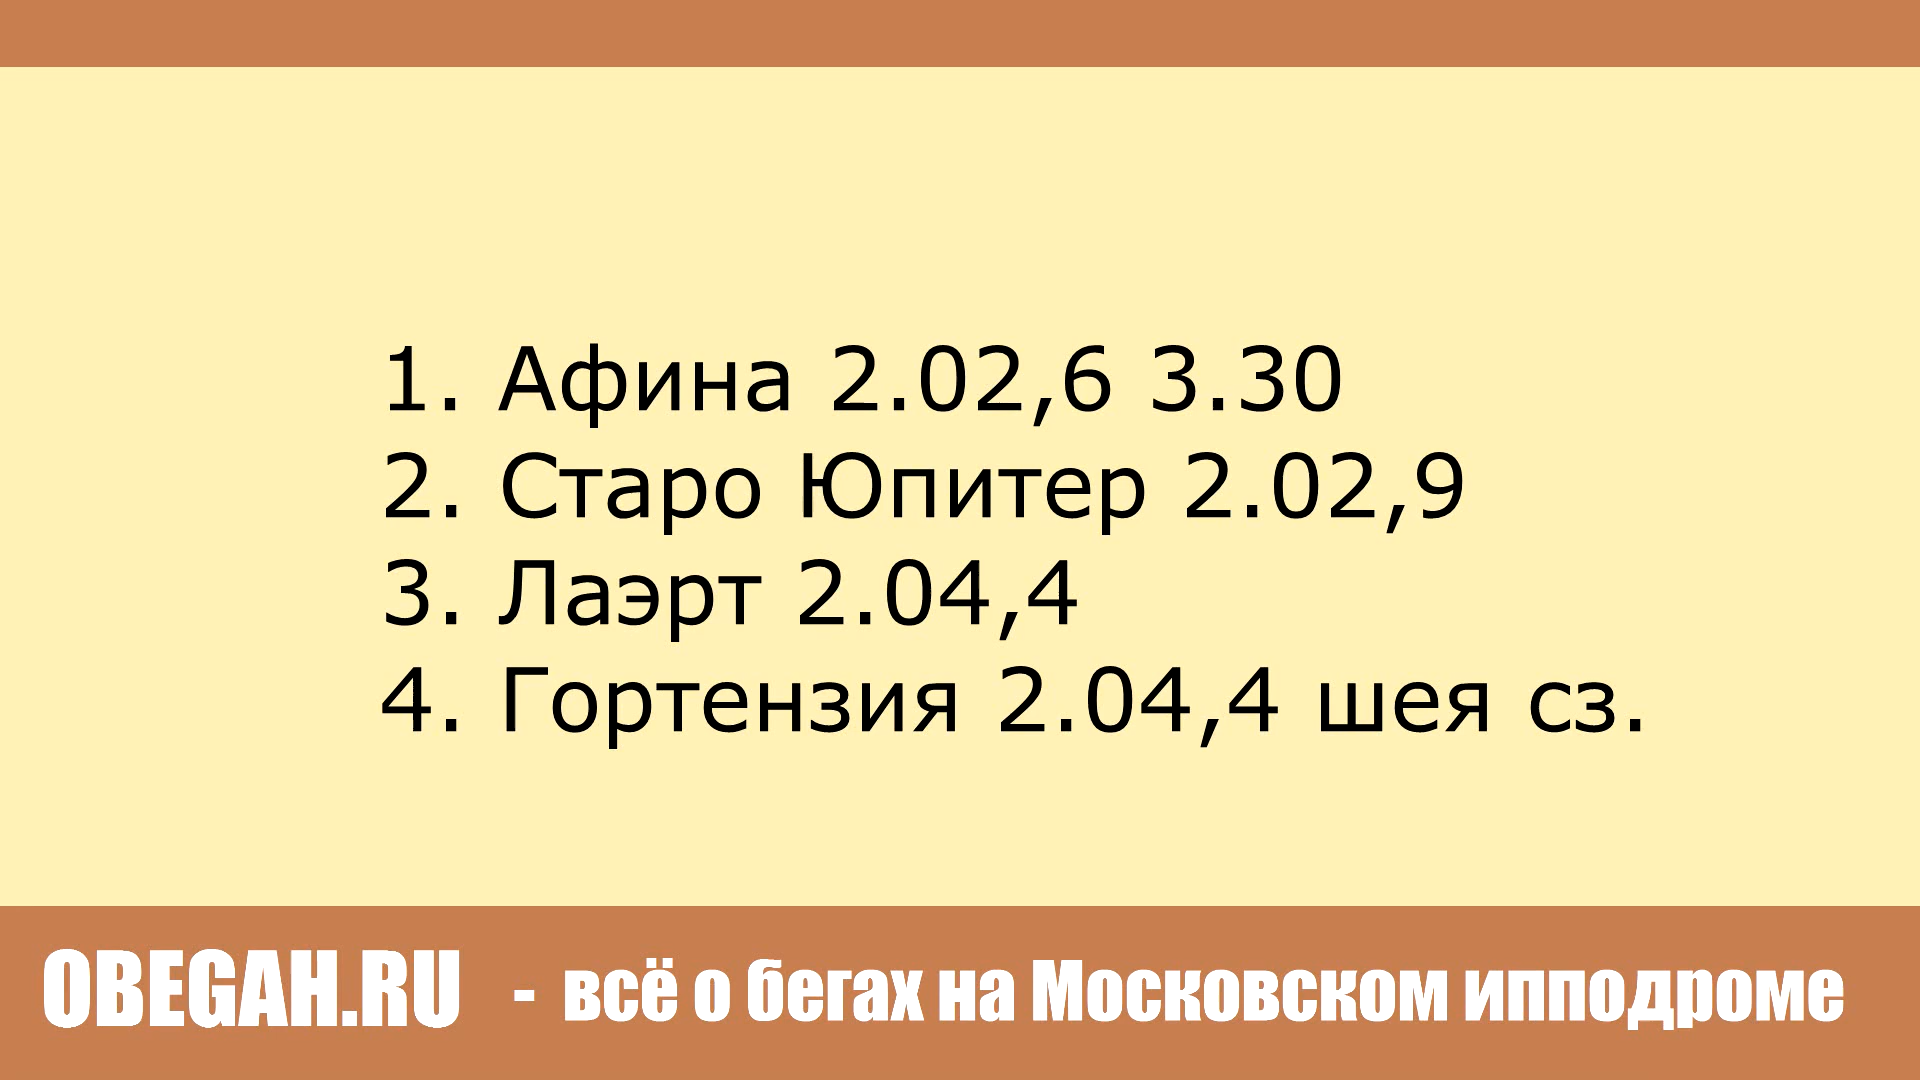 1. Афина 2.02,6 3.30
2. Старо Юпитер 2.02,9
3. Лаэрт 2.04,4
4. Гортензия 2.04,4 шея сз.
OBEGAH.RU - всё о бегах на Московском ипподроме